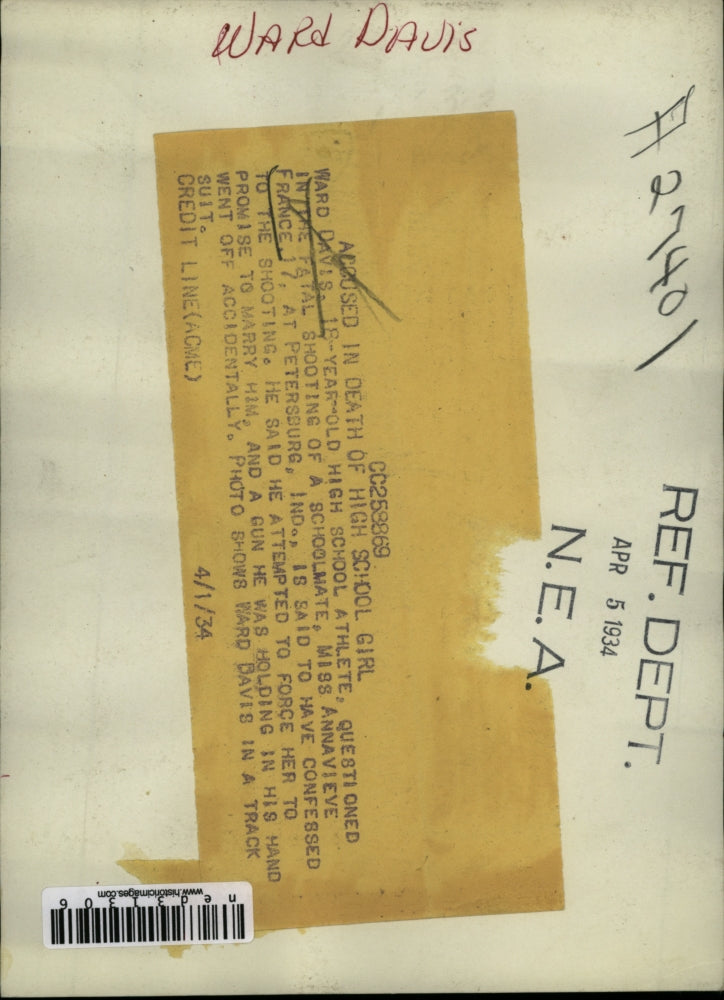 WARd DAVIS
A 27401
REF. DEPT.
APR 5 1934
N.E.A.
CC258869
ACCUSED IN DEATH OF HIGH SCHOOL GIRL
WARD DAVIS, 18-YEAR-OLD HIGH SCHOOL ATHLETE, QUESTIONED
IN THE FATAL SHOOTING OF A SCHOOLMATE, MISS ANNAVIEVE
FRANCE, 17, AT PETERSBURG, IND., IS SAID TO HAVE CONFESSED
TO THE SHOOTING. HE SAID HE ATTEMPTED TO FORCE HER TO
PROMISE TO MARRY HIM, AND A GUN HE WAS HOLDING IN HIS HAND
WENT OFF ACCIDENTALLY. PHOTO SHOWS WARD DAVIS IN A TRACK
SUIT.
CREDIT LINE(ACME) 4/1/34
www.historicimages.com